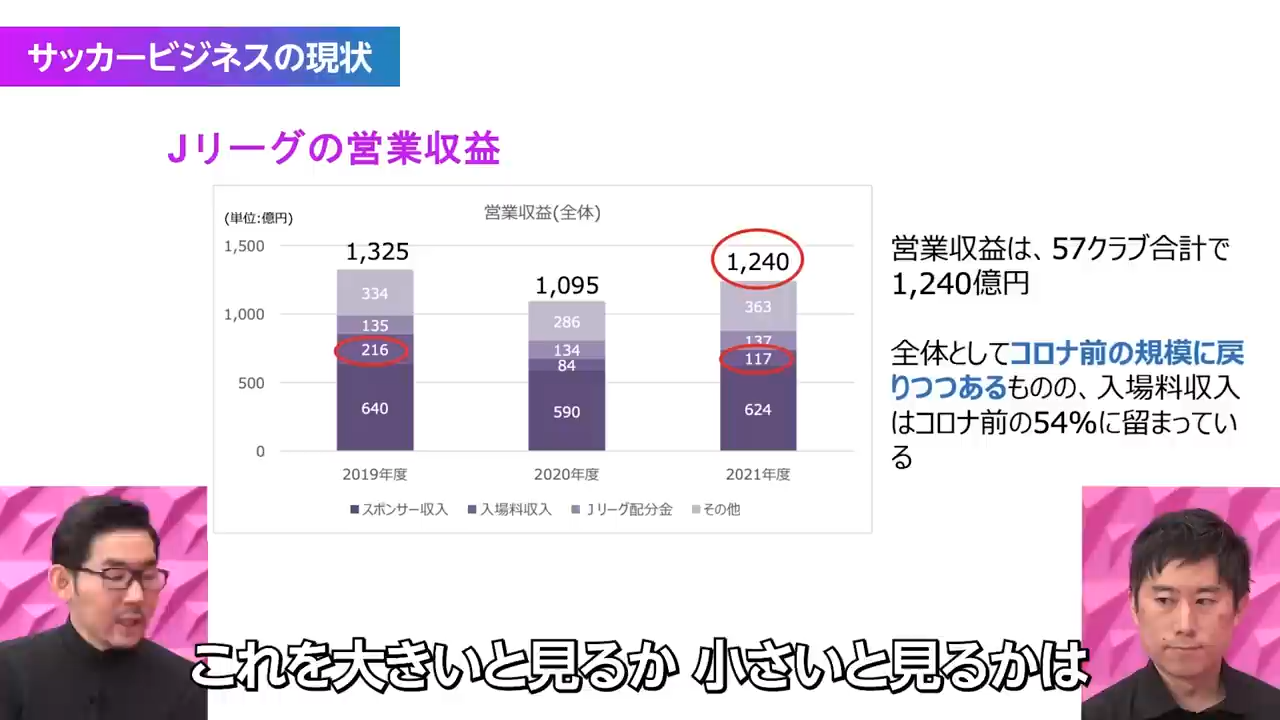 サッカービジネスの現状
Jリーグの営業収益
(単位:億円)
営業収益(全体)
1,500
1,000
500
0
1,325
334
135
216
640
1,095
286
134
84
590
1,240
363
137
117
624
2019年度
2020年度
2021年度
スポンサー収入
入場料収入
Jリーグ配分金
その他
営業収益は、57クラブ合計で
1,240億円
全体としてコロナ前の規模に戻
りつつあるものの、入場料収入
はコロナ前の54%に留まってい
る
これを大きいと見るか 小さいと見るかは